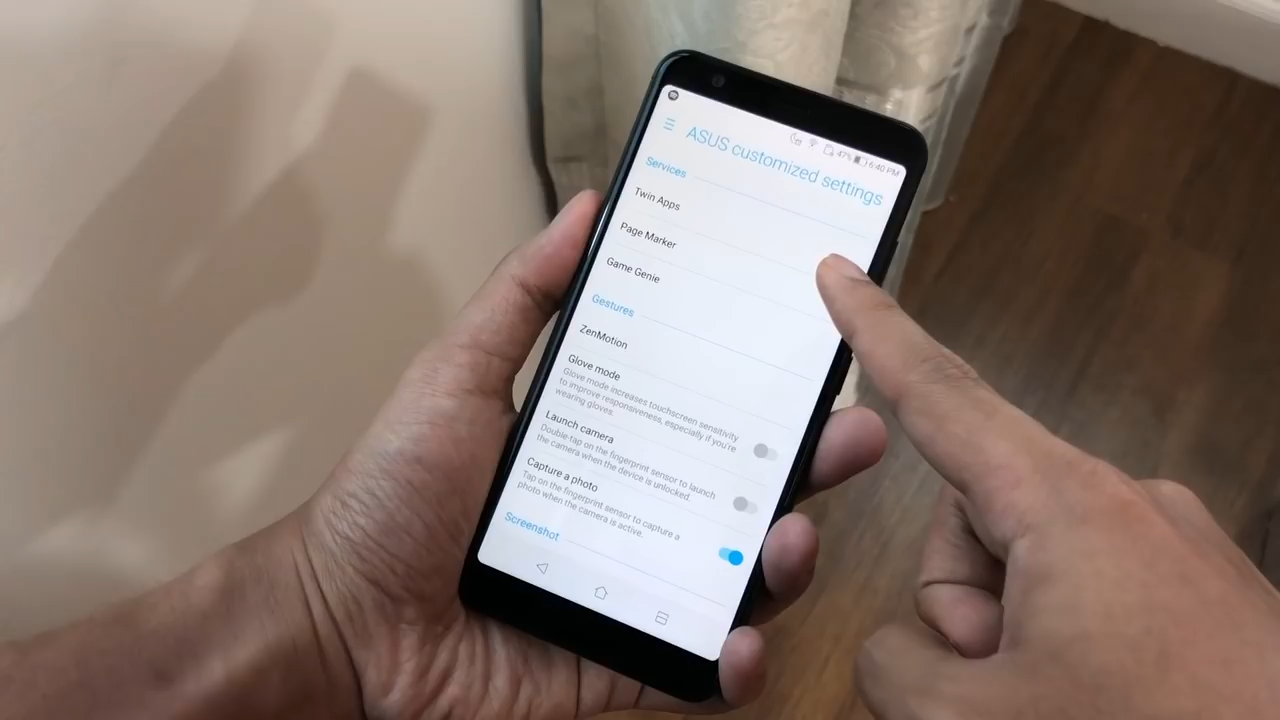 47% 6:40 PM
ASUS customized settings
Services
Twin Apps
Page Marker
Game Genie
Gestures
ZenMotion
Glove mode
Glove mode increases touchscreen sensitivity
to improve responsiveness, especially if you're
wearing gloves.
Launch camera
Double-tap on the fingerprint sensor to launch
the camera when the device is unlocked.
Capture a photo
Tap on the fingerprint sensor to capture a
photo when the camera is active.
Screenshot